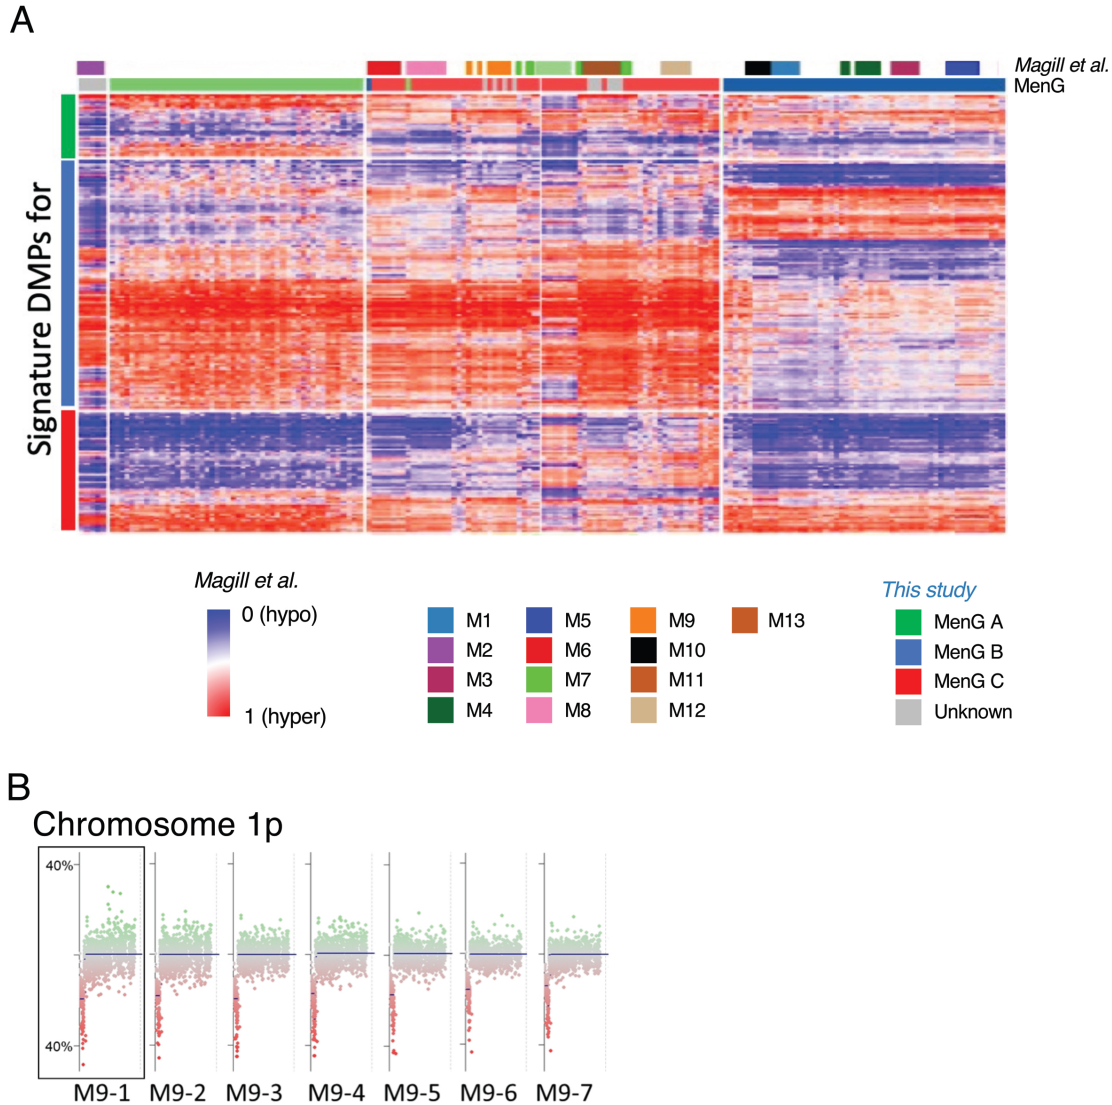 A
Magill et al.
MenG
Signature DMPs for
Magill et al.
0 (hypo)
1 (hyper)
M1
M2
M3
M4
M5
M6
M7
M8
M9
M10
M11
M12
M13
This study
MenG A
MenG B
MenG C
Unknown
B
Chromosome 1p
40%
40%
M9-1 M9-2 M9-3 M9-4 M9-5 M9-6 M9-7